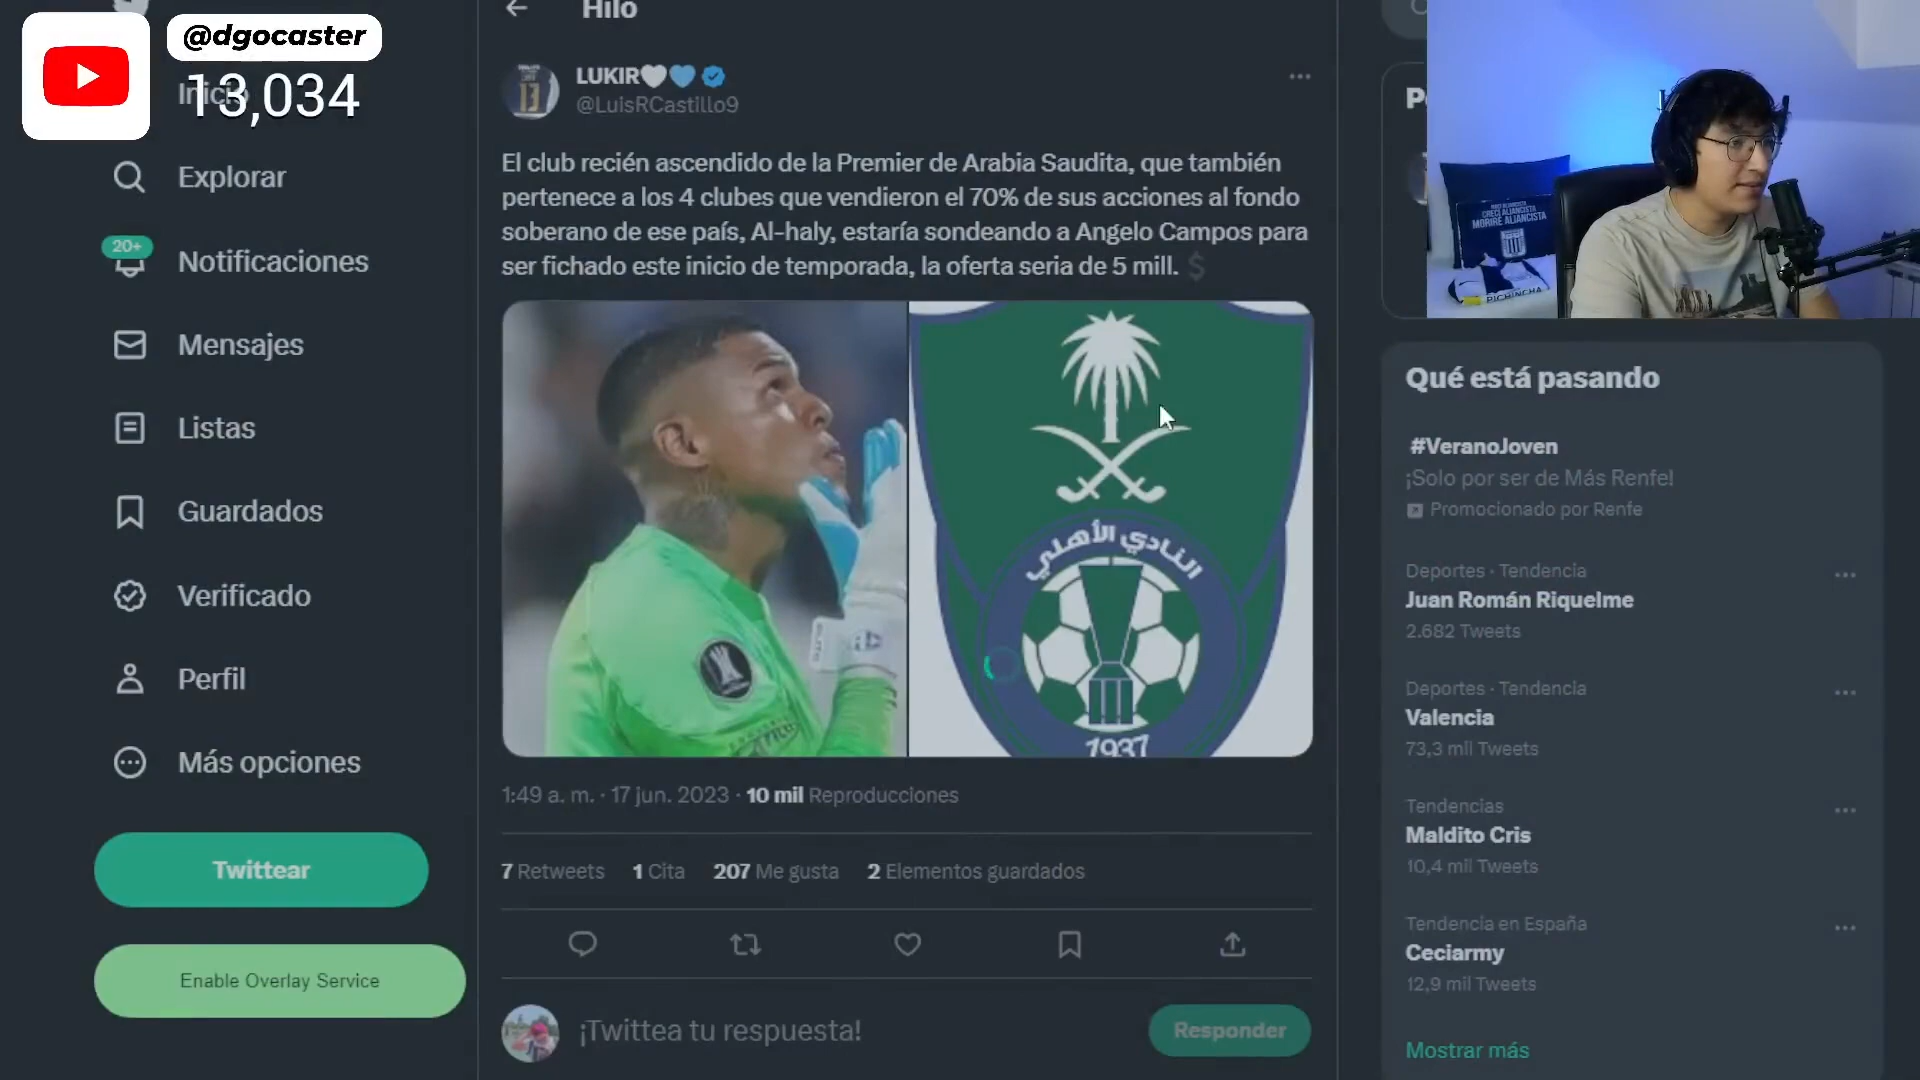 @dgocaster
13,034
Inicio
Explorar
20+
Notificaciones
Mensajes
Listas
Guardados
Verificado
Perfil
Más opciones
Twittear
Enable Overlay Service
Hilo
LUKIR
@LuisRCastillo9
El club recién ascendido de la Premier de Arabia Saudita, que también
pertenece a los 4 clubes que vendieron el 70% de sus acciones al fondo
soberano de ese país, Al-haly, estaría sondeando a Angelo Campos para
ser fichado este inicio de temporada, la oferta seria de 5 mill. 💲
النادي الأهلي
1937
1:49 a. m. · 17 jun. 2023 · 10 mil Reproducciones
7 Retweets 1 Cita 207 Me gusta 2 Elementos guardados
¡Twittea tu respuesta!
Responder
CRECÍ ALIANCISTA
MORIRÉ ALIANCISTA
PICHINCHA
Qué está pasando
#VeranoJoven
¡Solo por ser de Más Renfe!
Promocionado por Renfe
Deportes · Tendencia
Juan Román Riquelme
2.682 Tweets
Deportes · Tendencia
Valencia
73,3 mil Tweets
Tendencias
Maldito Cris
10,4 mil Tweets
Tendencia en España
Ceciarmy
12,9 mil Tweets
Mostrar más